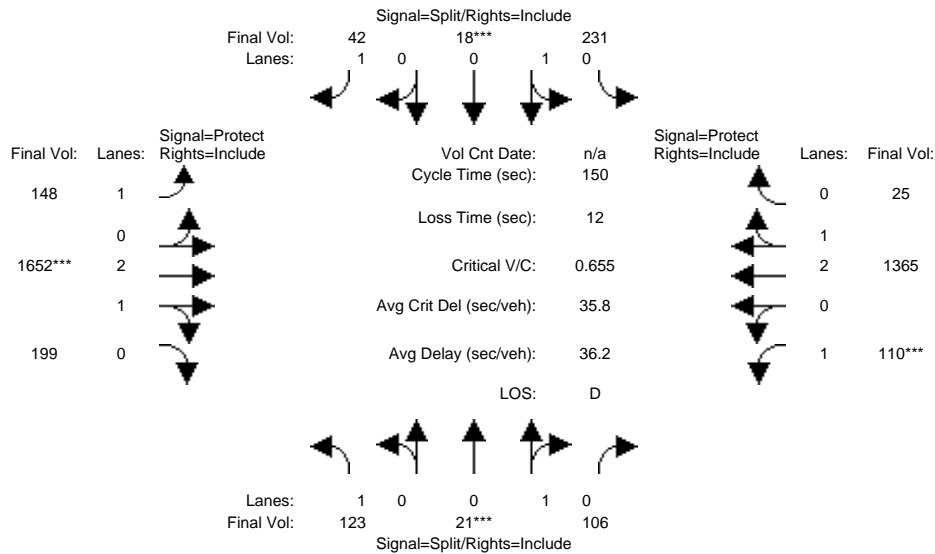 Signal=Split/Rights=Include
Final Vol: 42 18*** 231
Lanes: 1 0 0 1 0
Signal=Protect
Final Vol: Lanes: Rights=Include
Vol Cnt Date: n/a
Signal=Protect
Rights=Include Lanes: Final Vol:
Cycle Time (sec): 150
148 1
0 25
Loss Time (sec): 12
0
1
1652*** 2
Critical V/C: 0.655
2 1365
1
Avg Crit Del (sec/veh): 35.8
0
199 0
Avg Delay (sec/veh): 36.2
1 110***
LOS: D
Lanes: 1 0 0 1 0
Final Vol: 123 21*** 106
Signal=Split/Rights=Include